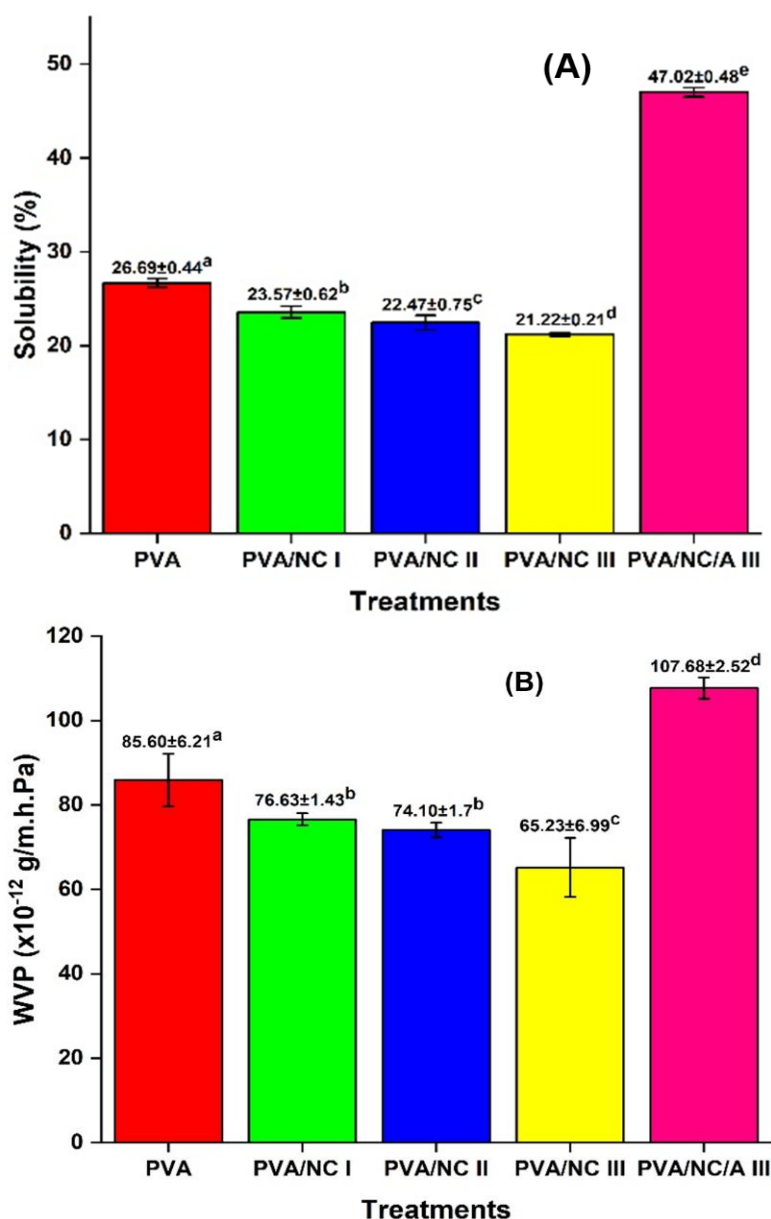 (A)
Solubility (%)
50
40
30
20
10
0
26.69±0.44ᵃ
23.57±0.62ᵇ
22.47±0.75ᶜ
21.22±0.21ᵈ
47.02±0.48ᵉ
PVA PVA/NC I PVA/NC II PVA/NC III PVA/NC/A III
Treatments
(B)
WVP (x10⁻¹² g/m.h.Pa)
120
100
80
60
40
20
0
85.60±6.21ᵃ
76.63±1.43ᵇ
74.10±1.7ᵇ
65.23±6.99ᶜ
107.68±2.52ᵈ
PVA PVA/NC I PVA/NC II PVA/NC III PVA/NC/A III
Treatments